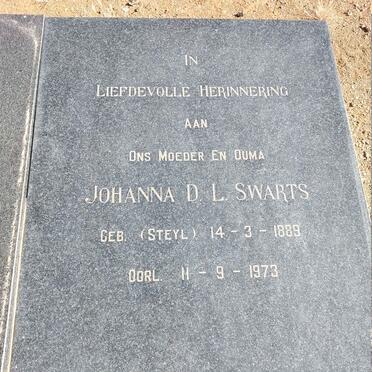 IN
LIEFDEVOLLE HERINNERING
AAN
ONS MOEDER EN OUMA
JOHANNA D. L. SWARTS
GEB. (STEYL) 14 - 3 - 1889
OORL. 11 - 9 - 1973